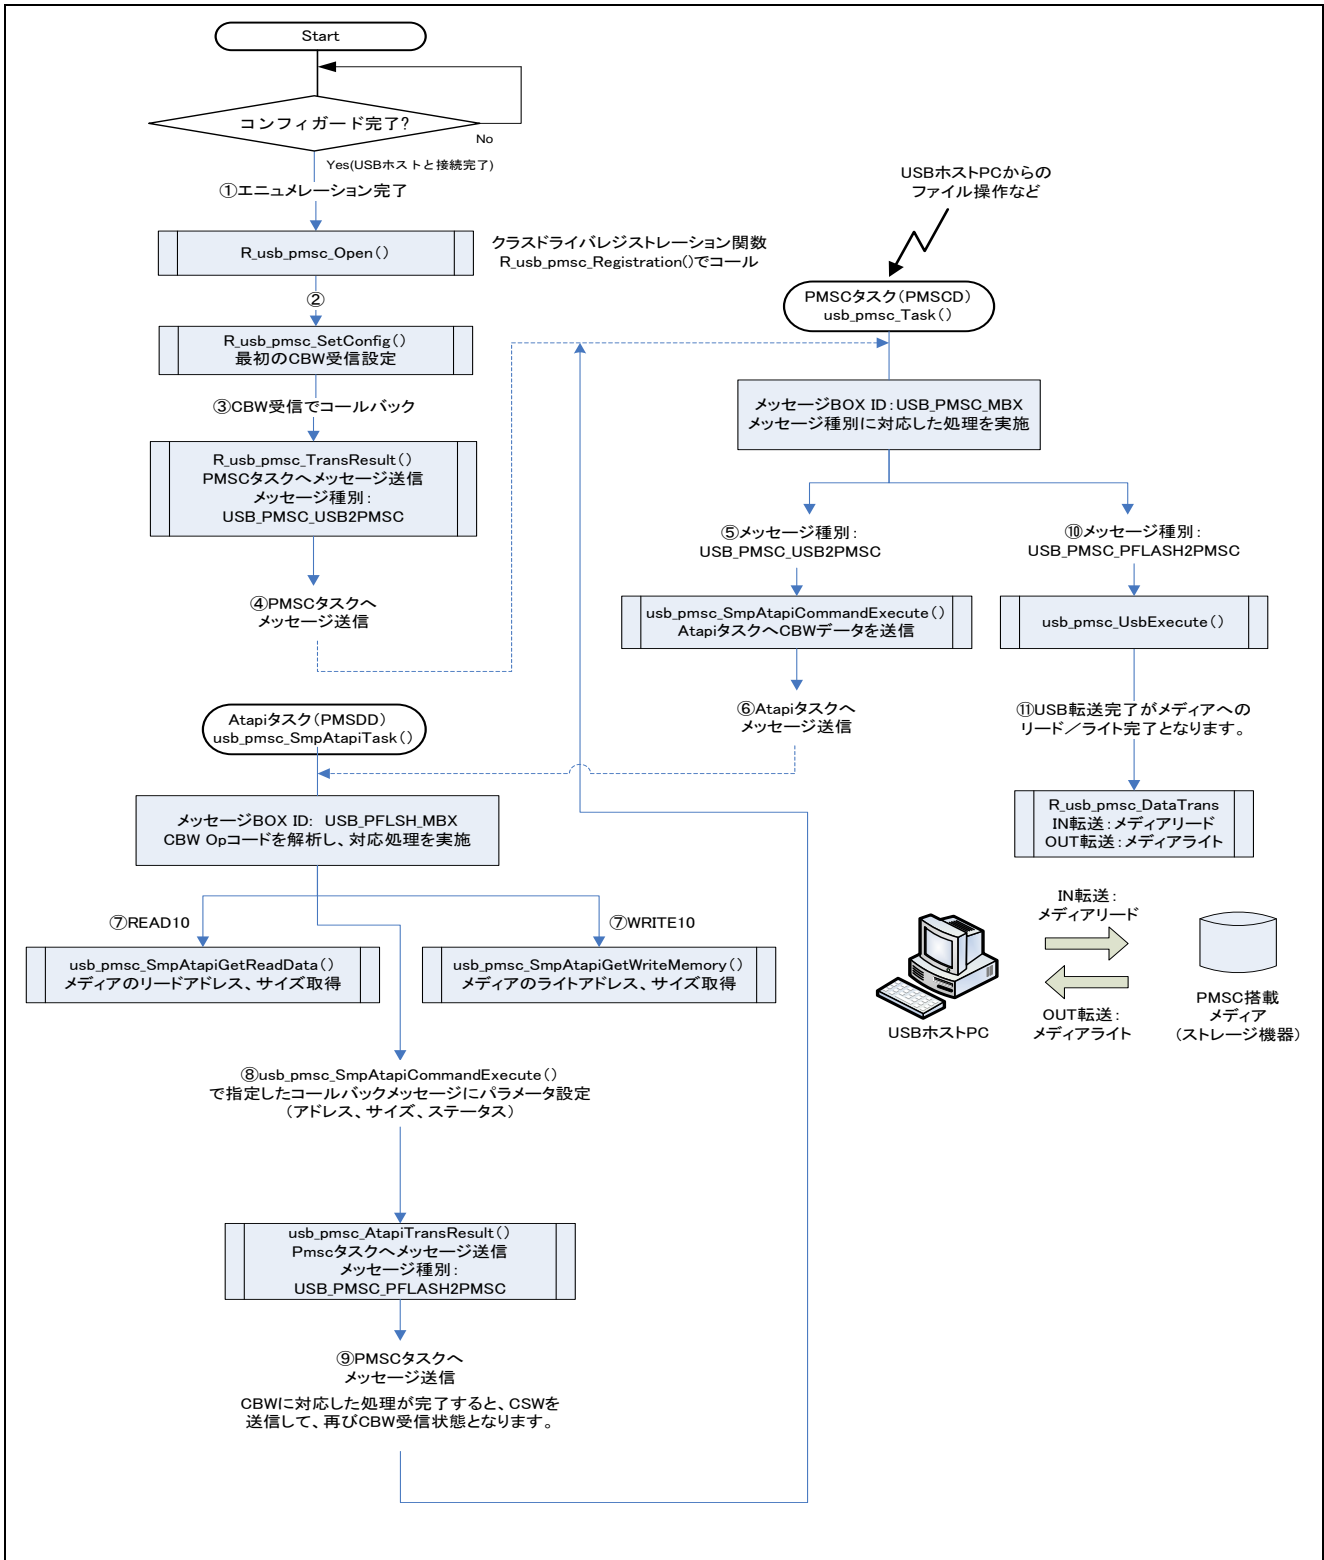 Start
コンフィガード完了?
No
Yes(USBホストと接続完了)
①エニュメレーション完了
R_usb_pmsc_Open()
クラスドライバレジストレーション関数
R_usb_pmsc_Registration()でコール
②
R_usb_pmsc_SetConfig()
最初のCBW受信設定
③CBW受信でコールバック
R_usb_pmsc_TransResult()
PMSCタスクへメッセージ送信
メッセージ種別:
USB_PMSC_USB2PMSC
④PMSCタスクへ
メッセージ送信
USBホストPCからの
ファイル操作など
PMSCタスク(PMSCD)
usb_pmsc_Task()
メッセージBOX ID:USB_PMSC_MBX
メッセージ種別に対応した処理を実施
⑤メッセージ種別:
USB_PMSC_USB2PMSC
usb_pmsc_SmpAtapiCommandExecute()
AtapiタスクへCBWデータを送信
⑥Atapiタスクへ
メッセージ送信
⑩メッセージ種別:
USB_PMSC_PFLASH2PMSC
usb_pmsc_UsbExecute()
⑪USB転送完了がメディアへの
リード/ライト完了となります。
R_usb_pmsc_DataTrans
IN転送:メディアリード
OUT転送:メディアライト
Atapiタスク(PMSDD)
usb_pmsc_SmpAtapiTask()
メッセージBOX ID: USB_PFLSH_MBX
CBW Opコードを解析し、対応処理を実施
⑦READ10
usb_pmsc_SmpAtapiGetReadData()
メディアのリードアドレス、サイズ取得
⑦WRITE10
usb_pmsc_SmpAtapiGetWriteMemory()
メディアのライトアドレス、サイズ取得
IN転送:
メディアリード
OUT転送:
メディアライト
USBホストPC
PMSC搭載
メディア
(ストレージ機器)
⑧usb_pmsc_SmpAtapiCommandExecute()
で指定したコールバックメッセージにパラメータ設定
(アドレス、サイズ、ステータス)
usb_pmsc_AtapiTransResult()
Pmscタスクへメッセージ送信
メッセージ種別:
USB_PMSC_PFLASH2PMSC
⑨PMSCタスクへ
メッセージ送信
CBWに対応した処理が完了すると、CSWを
送信して、再びCBW受信状態となります。